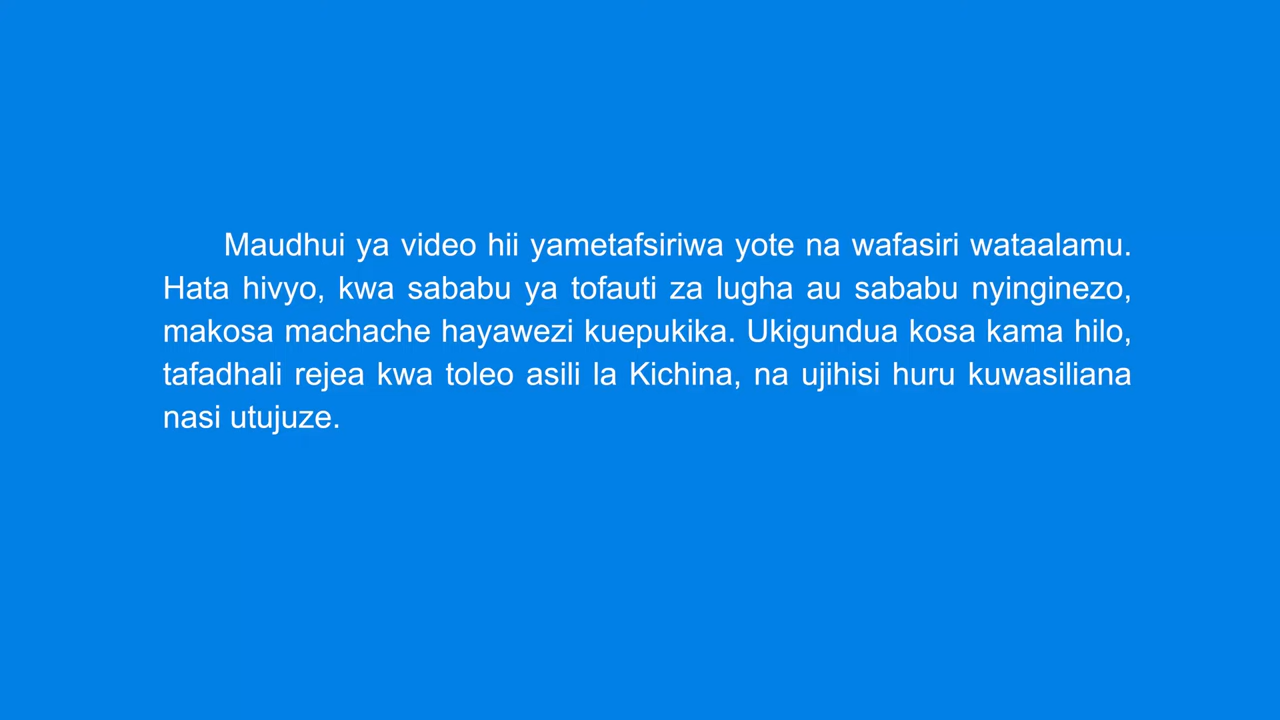 Maudhui ya video hii yametafsiriwa yote na wafasiri wataalamu.
Hata hivyo, kwa sababu ya tofauti za lugha au sababu nyinginezo,
makosa machache hayawezi kuepukika. Ukigundua kosa kama hilo,
tafadhali rejea kwa toleo asili la Kichina, na ujihisi huru kuwasiliana
nasi utujuze.